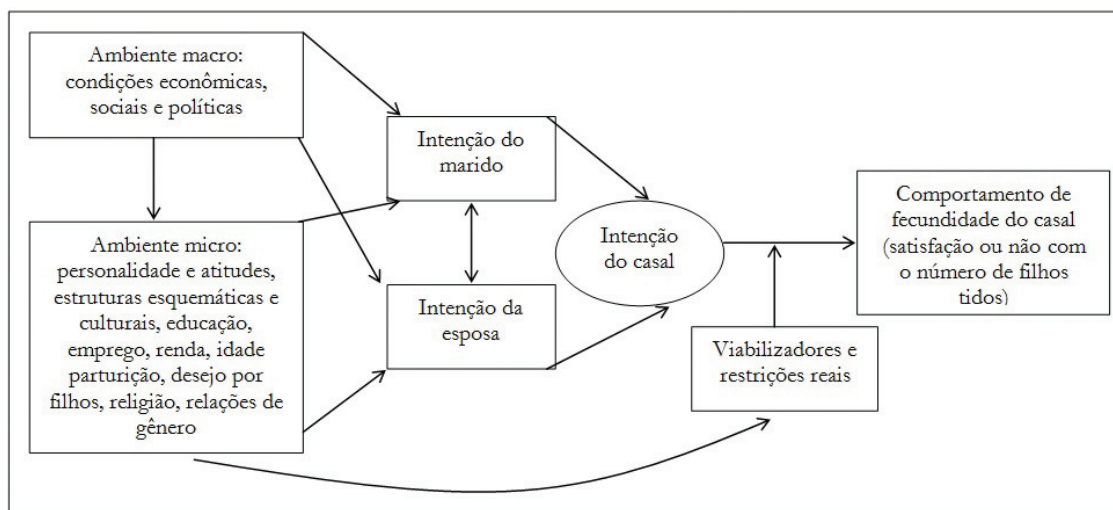 Ambiente macro:
condições econômicas,
sociais e políticas
Ambiente micro:
personalidade e atitudes,
estruturas esquemáticas e
culturais, educação,
emprego, renda, idade
parturição, desejo por
filhos, religião, relações de
gênero
Intenção do
marido
Intenção da
esposa
Intenção
do casal
Viabilizadores e
restrições reais
Comportamento de
fecundidade do casal
(satisfação ou não com
o número de filhos
tidos)